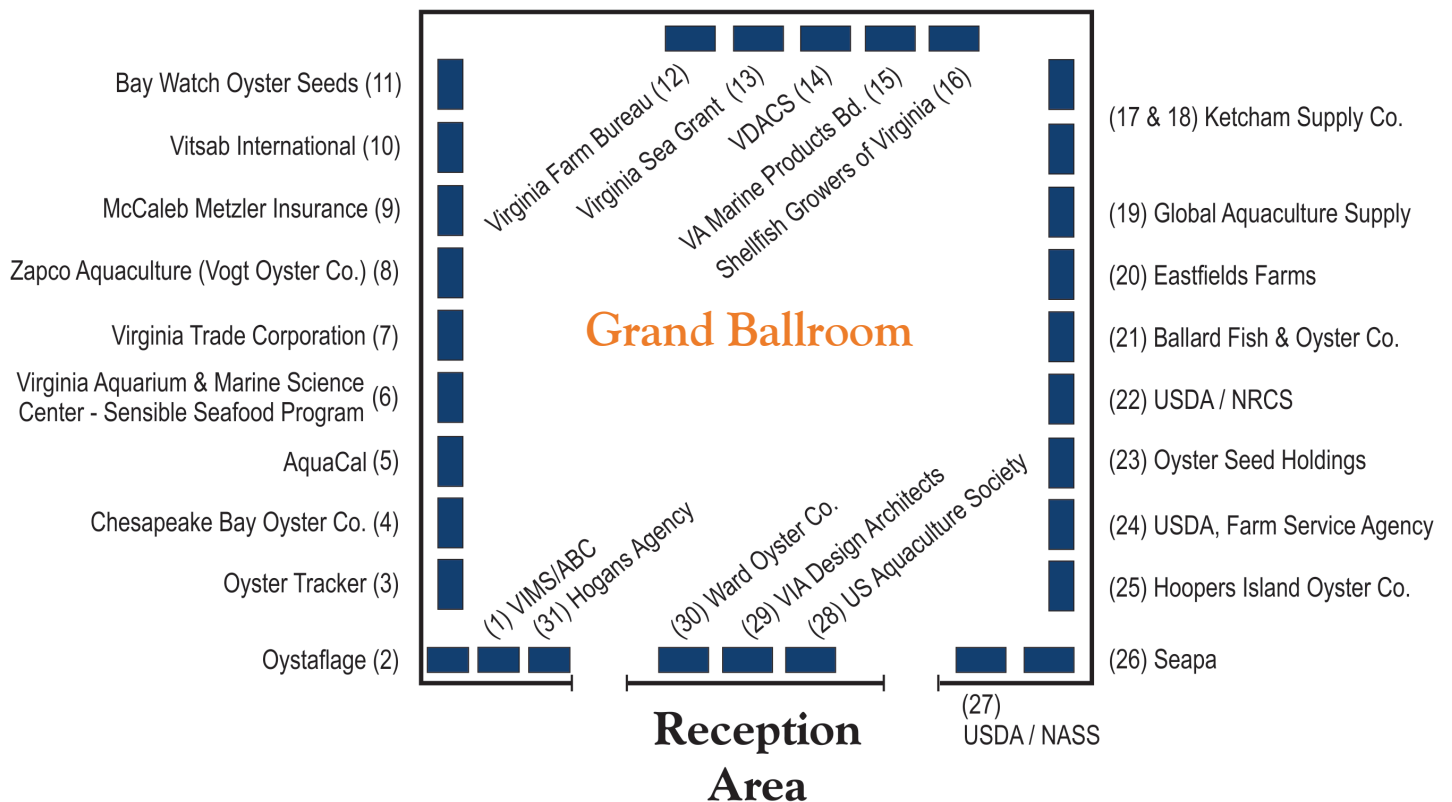 Bay Watch Oyster Seeds (11)
Vitsab International (10)
McCaleb Metzler Insurance (9)
Zapco Aquaculture (Vogt Oyster Co.) (8)
Virginia Trade Corporation (7)
Virginia Aquarium & Marine Science
Center - Sensible Seafood Program (6)
AquaCal (5)
Chesapeake Bay Oyster Co. (4)
Oyster Tracker (3)
Oystaflage (2)
(1) VIMS/ABC
(31) Hogans Agency
Virginia Farm Bureau (12)
Virginia Sea Grant (13)
VDACS (14)
VA Marine Products Bd. (15)
Shellfish Growers of Virginia (16)
Grand Ballroom
(30) Ward Oyster Co.
(29) VIA Design Architects
(28) US Aquaculture Society
(17 & 18) Ketcham Supply Co.
(19) Global Aquaculture Supply
(20) Eastfields Farms
(21) Ballard Fish & Oyster Co.
(22) USDA / NRCS
(23) Oyster Seed Holdings
(24) USDA, Farm Service Agency
(25) Hoopers Island Oyster Co.
(26) Seapa
(27)
USDA / NASS
Reception
Area